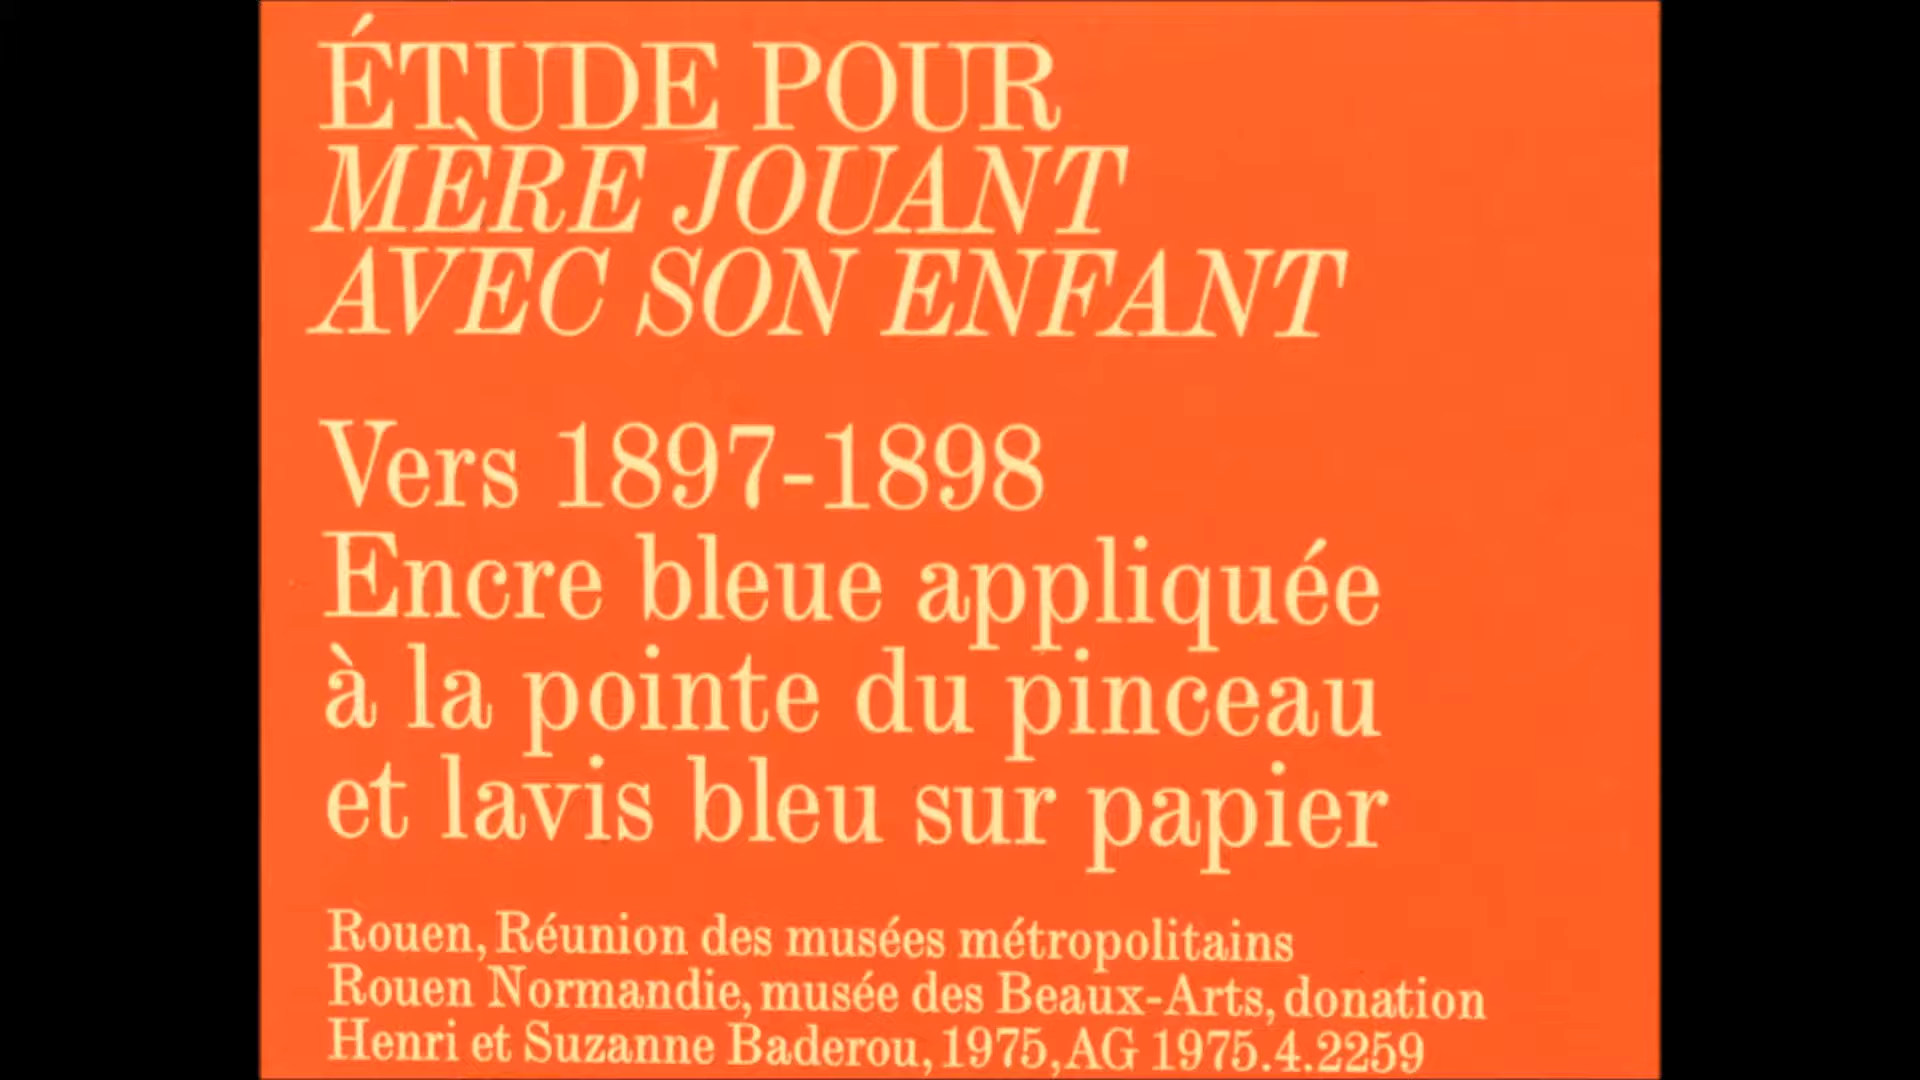 ÉTUDE POUR
MÈRE JOUANT
AVEC SON ENFANT
Vers 1897-1898
Encre bleue appliquée
à la pointe du pinceau
et lavis bleu sur papier
Rouen, Réunion des musées métropolitains
Rouen Normandie, musée des Beaux-Arts, donation
Henri et Suzanne Baderou, 1975, AG 1975.4.2259